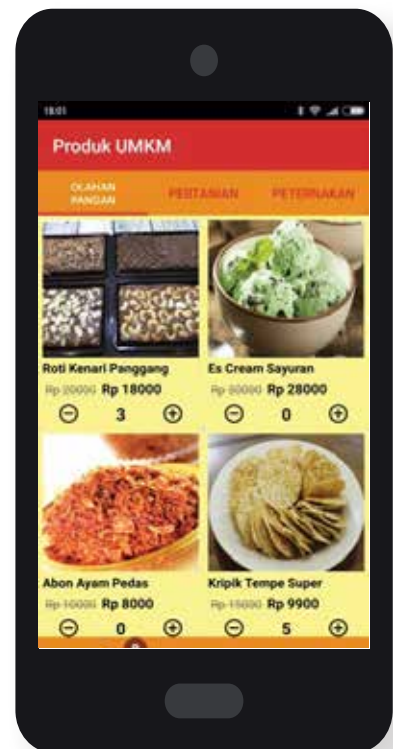 18:01
Produk UMKM
OLAHAN
PANGAN
PERTANIAN
PETERNAKAN
Roti Kenari Panggang
Rp 20000 Rp 18000
3
Es Cream Sayuran
Rp 30000 Rp 28000
0
Abon Ayam Pedas
Rp 10000 Rp 8000
0
Kripik Tempe Super
Rp 15000 Rp 9900
5